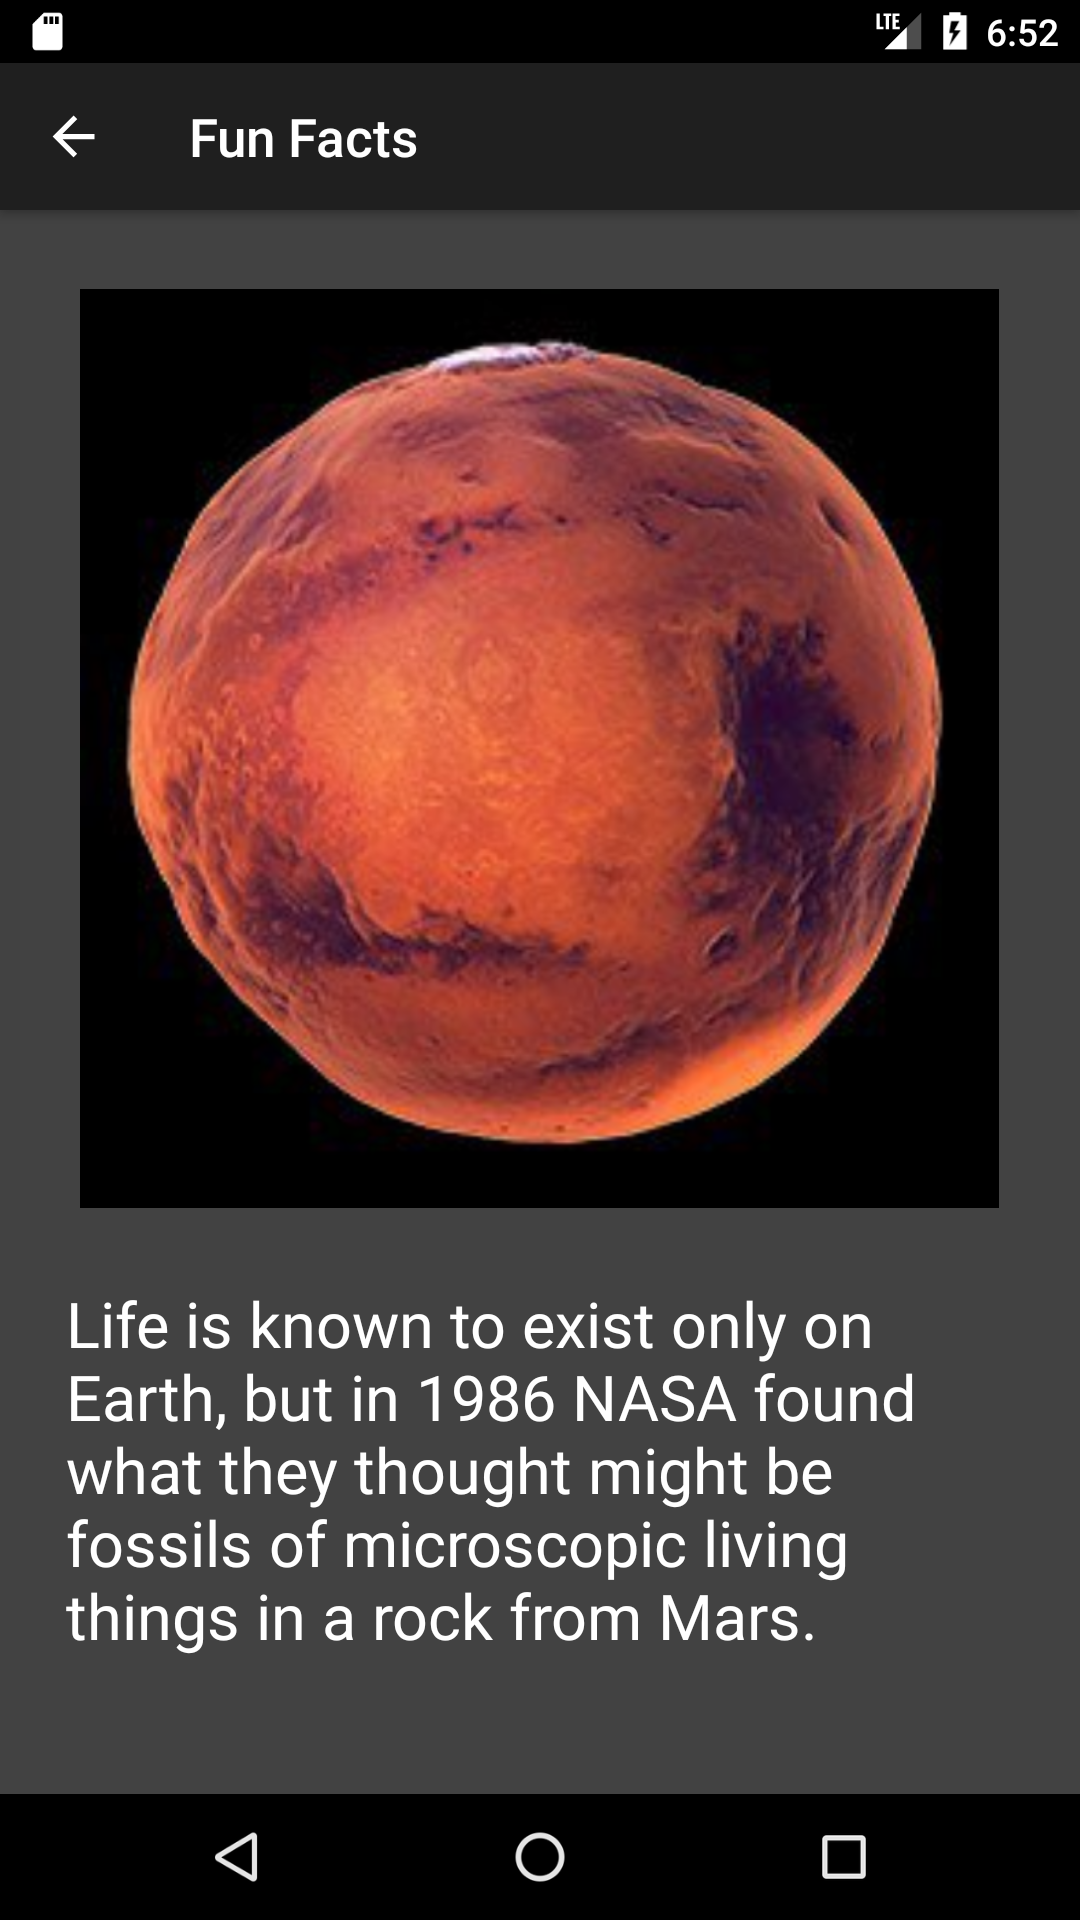 LTE 6:52
Fun Facts
Life is known to exist only on
Earth, but in 1986 NASA found
what they thought might be
fossils of microscopic living
things in a rock from Mars.